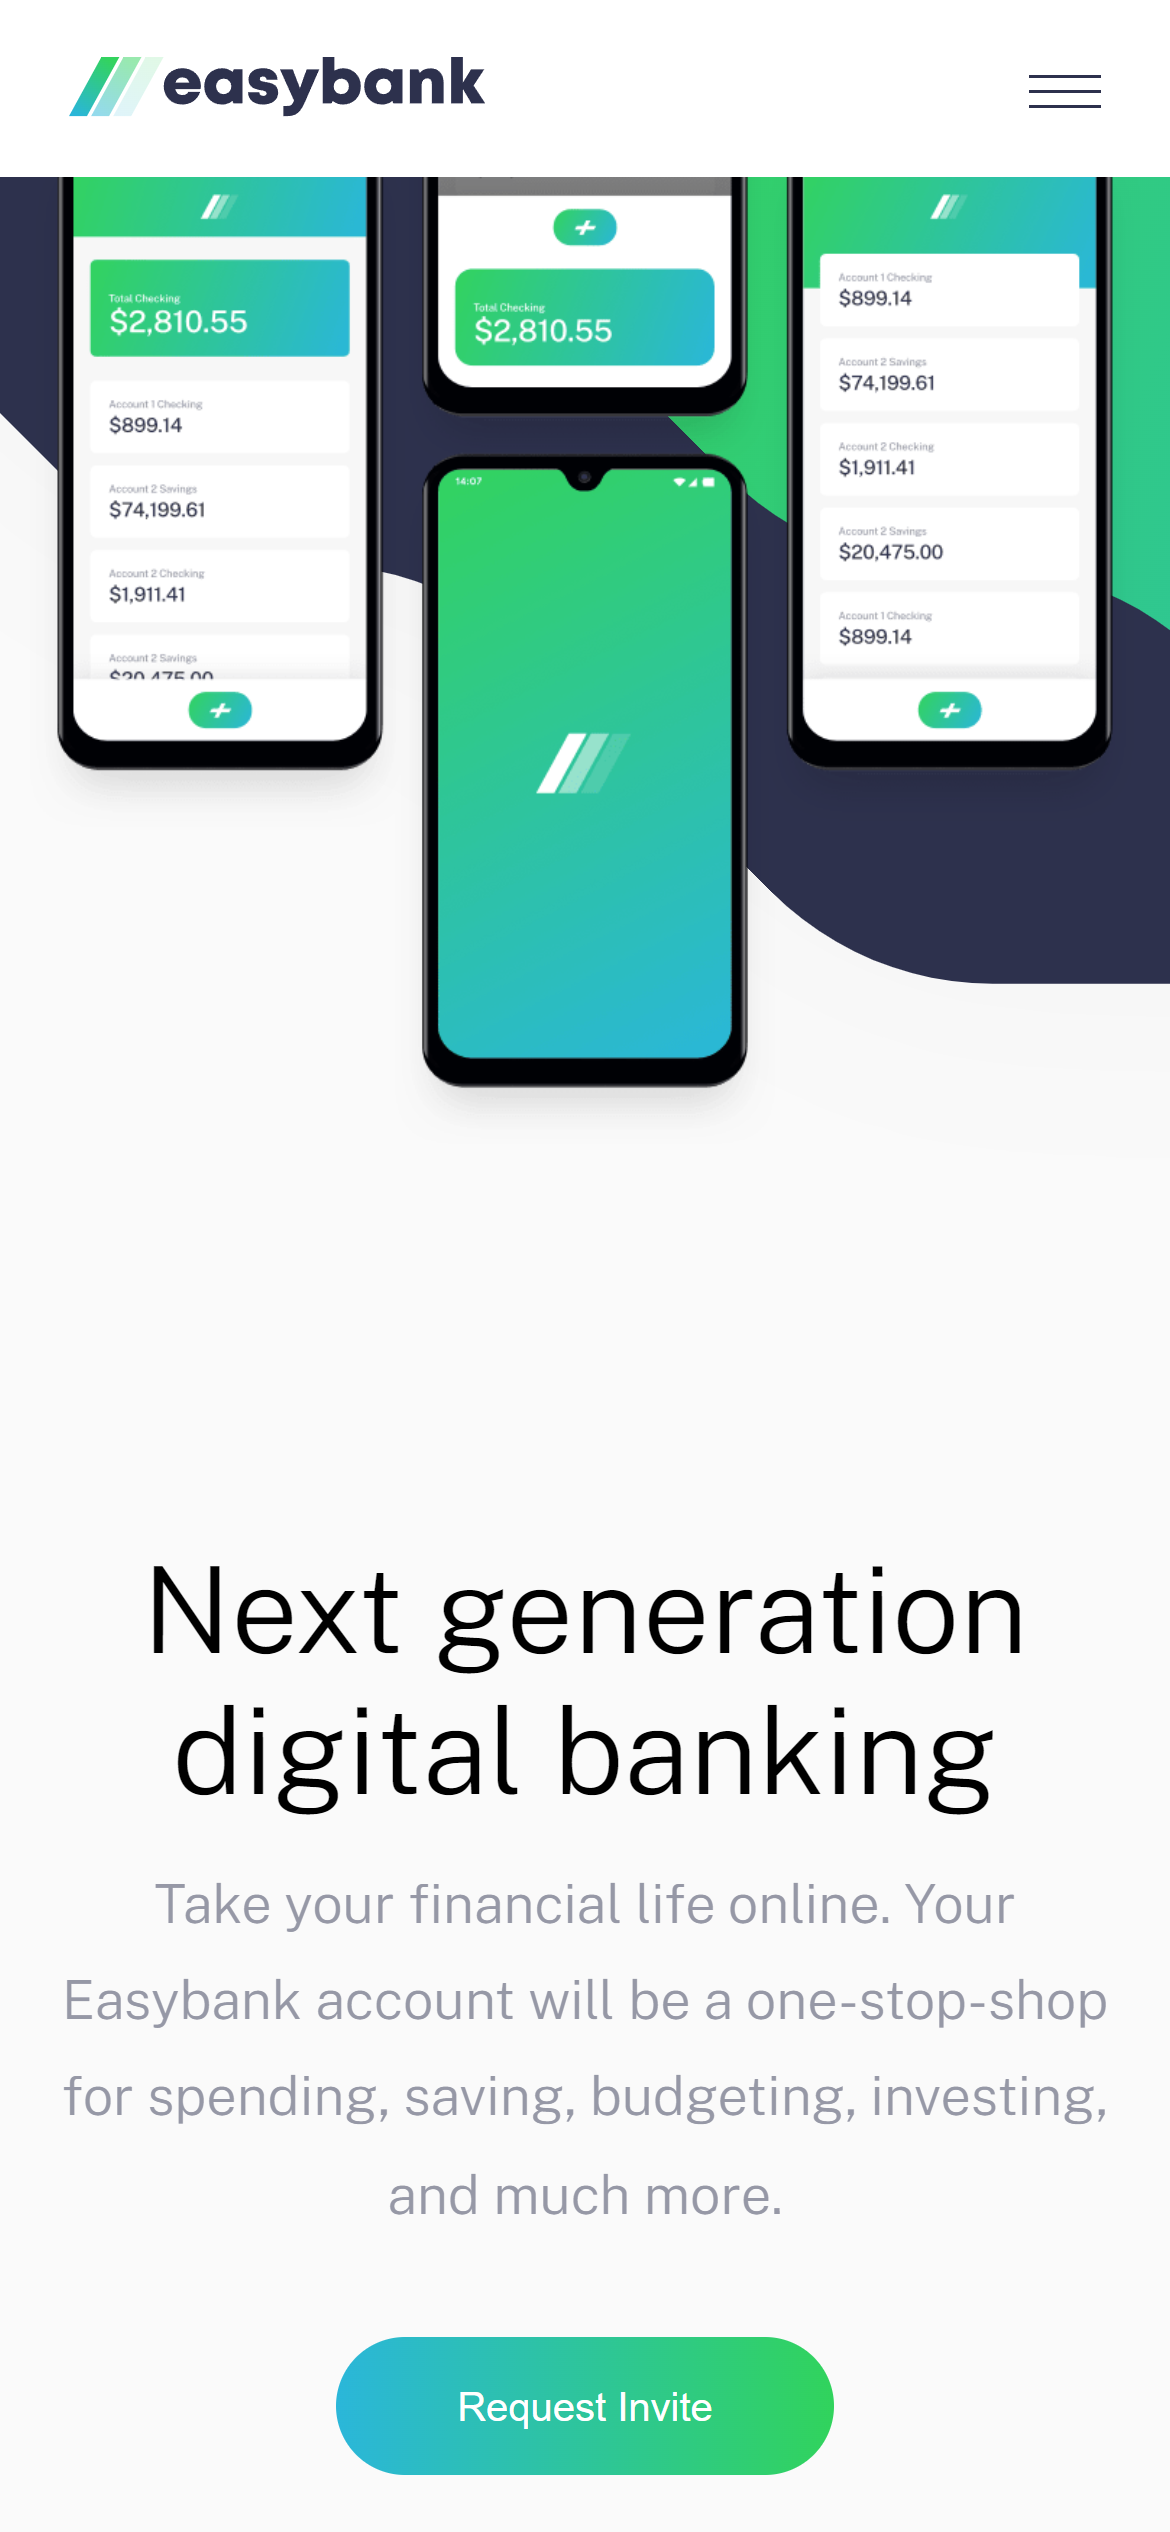 easybank
Total Checking
$2,810.55
Account 1 Checking
$899.14
Account 2 Savings
$74,199.61
Account 2 Checking
$1,911.41
Account 2 Savings
$20,475.00
Total Checking
$2,810.55
14:07
Account 1 Checking
$899.14
Account 2 Savings
$74,199.61
Account 2 Checking
$1,911.41
Account 2 Savings
$20,475.00
Account 1 Checking
$899.14
Next generation
digital banking
Take your financial life online. Your
Easybank account will be a one-stop-shop
for spending, saving, budgeting, investing,
and much more.
Request Invite